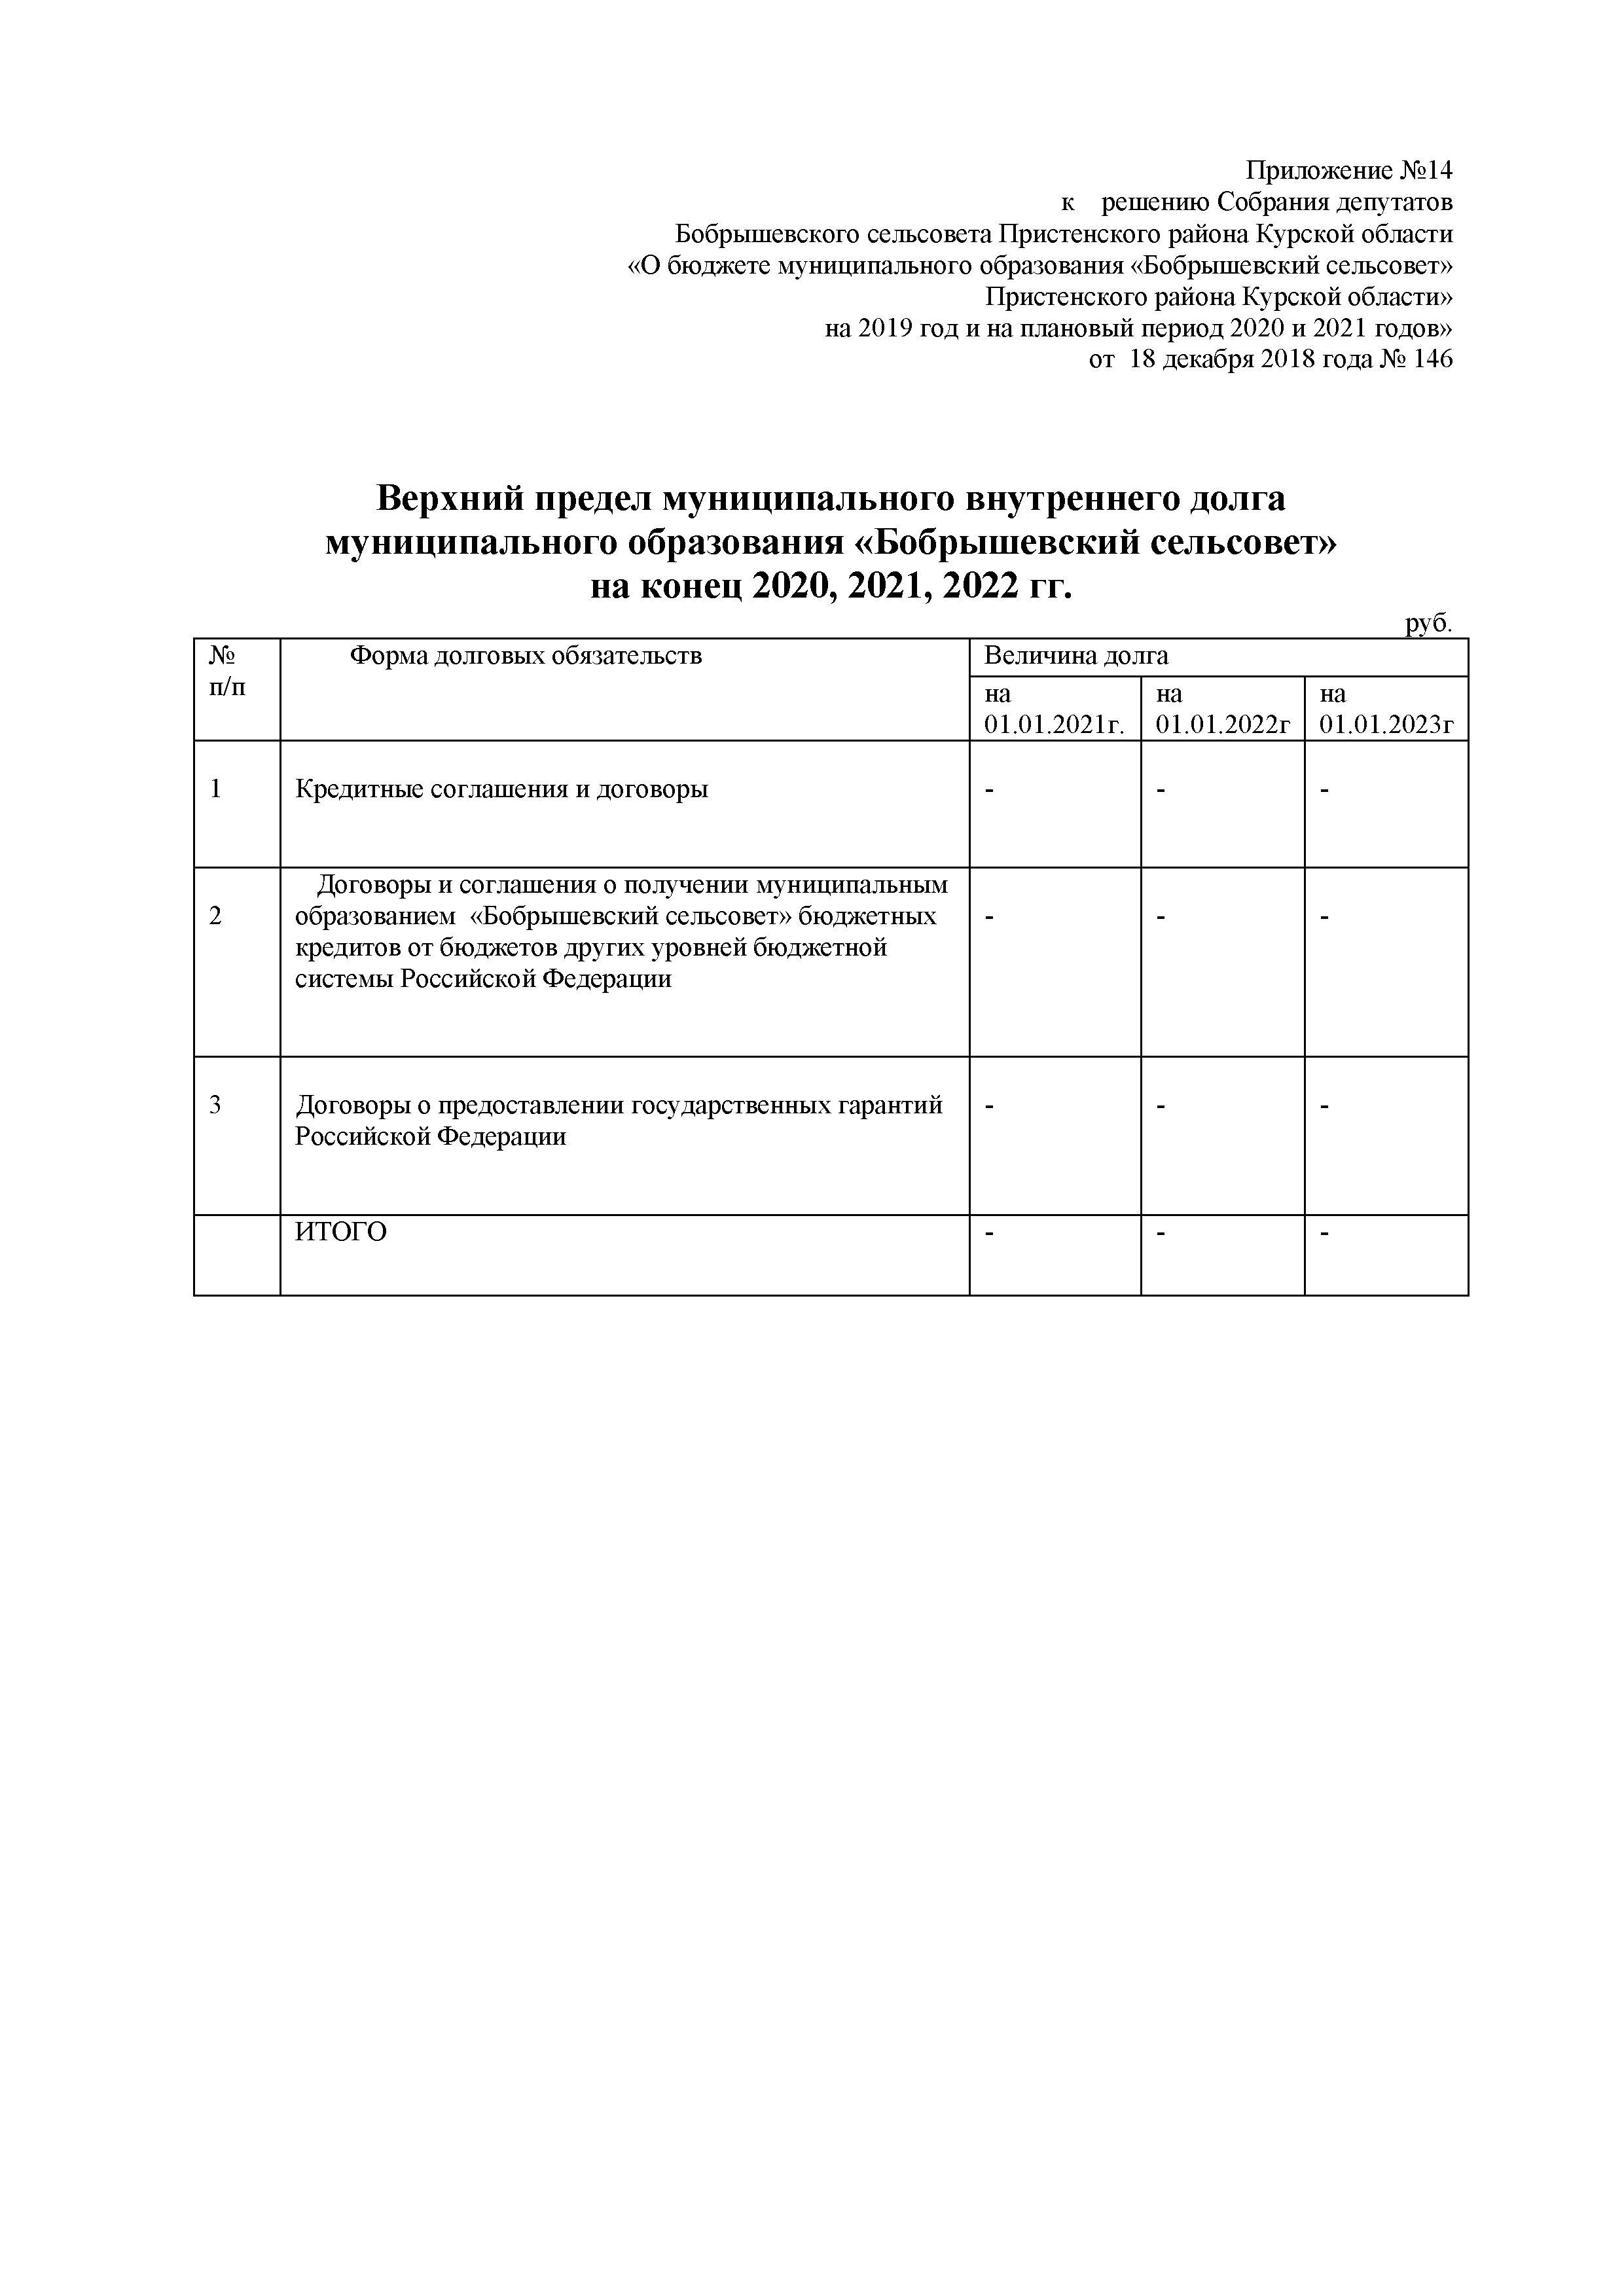 Приложение №14
к    решению Собрания депутатов
Бобрышевского сельсовета Пристенского района Курской области
«О бюджете муниципального образования «Бобрышевский сельсовет»
Пристенского района Курской области»
на 2019 год и на плановый период 2020 и 2021 годов»
от  18 декабря 2018 года № 146
Верхний предел муниципального внутреннего долга
муниципального образования «Бобрышевский сельсовет»
на конец 2020, 2021, 2022 гг.
руб.
№ п/п
Форма долговых обязательств
Величина долга
на 01.01.2021г.
на 01.01.2022г
на 01.01.2023г
1
Кредитные соглашения и договоры
- - -
2
Договоры и соглашения о получении муниципальным
образованием  «Бобрышевский сельсовет» бюджетных
кредитов от бюджетов других уровней бюджетной
системы Российской Федерации
- - -
3
Договоры о предоставлении государственных гарантий
Российской Федерации
- - -
ИТОГО
- - -